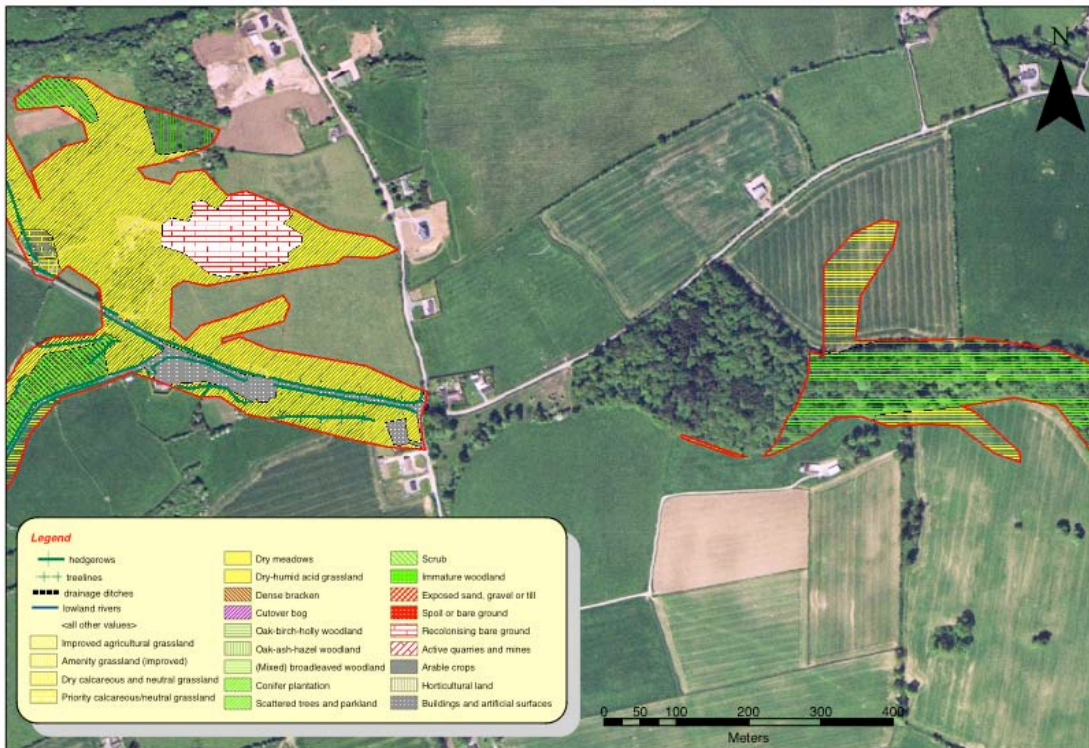 N
Legend
hedgerows
treelines
drainage ditches
lowland rivers
<all other values>
Improved agricultural grassland
Amenity grassland (improved)
Dry calcareous and neutral grassland
Priority calcareous/neutral grassland
Dry meadows
Dry-humid acid grassland
Dense bracken
Cutover bog
Oak-birch-holly woodland
Oak-ash-hazel woodland
(Mixed) broadleaved woodland
Conifer plantation
Scattered trees and parkland
Scrub
Immature woodland
Exposed sand, gravel or till
Spoil or bare ground
Recolonising bare ground
Active quarries and mines
Arable crops
Horticultural land
Buildings and artificial surfaces
0 50 100 200 300 400
Meters